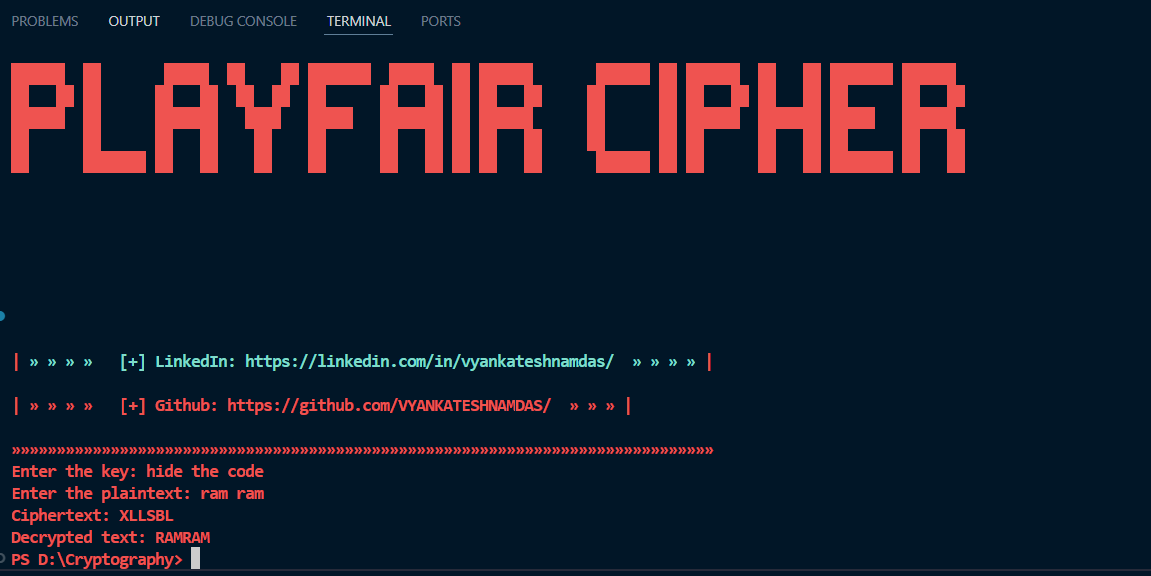 PROBLEMS OUTPUT DEBUG CONSOLE TERMINAL PORTS
PLAYFAIR CIPHER
| » » » » [+] LinkedIn: https://linkedin.com/in/vyankateshnamdas/ » » » » |
| » » » » [+] Github: https://github.com/VYANKATESHNAMDAS/ » » » |
»»»»»»»»»»»»»»»»»»»»»»»»»»»»»»»»»»»»»»»»»»»»»»»»»»»»»»»»»»»»»»»»»»»»»»»»»»»»»»
Enter the key: hide the code
Enter the plaintext: ram ram
Ciphertext: XLLSBL
Decrypted text: RAMRAM
PS D:\Cryptography>